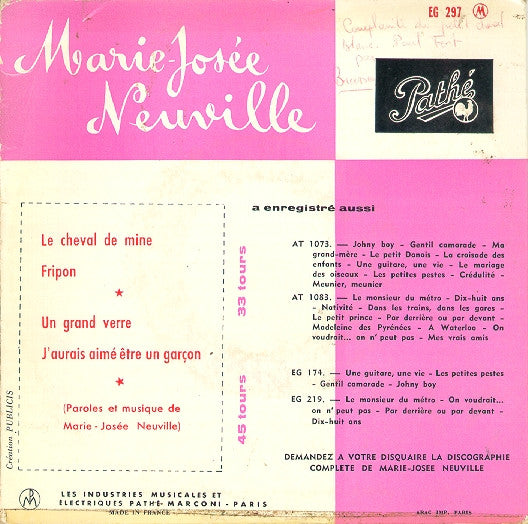 EG 297 M
Complainte du petit cheval
Paul Fort
Marie-Josée
Neuville
Pathé
a enregistré aussi
Le cheval de mine
Fripon
Un grand verre
J'aurais aimé être un garçon
(Paroles et musique de
Marie-Josée Neuville)
Création PUBLICIS
33 tours
AT 1073. — Johny boy - Gentil camarade - Ma
grand-mère - Le petit Danois - La croisade des
enfants - Une guitare, une vie - Le mariage
des oiseaux - Les petites pestes - Crédulité -
Meunier, meunier
AT 1083. — Le monsieur du métro - Dix-huit ans
- Nativité - Dans les trains, dans les gares -
Le petit prince - Par derrière ou par devant -
Madeleine des Pyrénées - A Waterloo - On
voudrait... on n'peut pas - Mes vrais amis
45 tours
EG 174. — Une guitare, une vie - Les petites pestes
- Gentil camarade - Johny boy
EG 219. — Le monsieur du métro - On voudrait...
on n'peut pas - Par derrière ou par devant -
Dix-huit ans
DEMANDEZ A VOTRE DISQUAIRE LA DISCOGRAPHIE
COMPLETE DE MARIE-JOSEE NEUVILLE
LES INDUSTRIES MUSICALES ET
ELECTRIQUES PATHE-MARCONI - PARIS
MADE IN FRANCE
IMP. PARIS